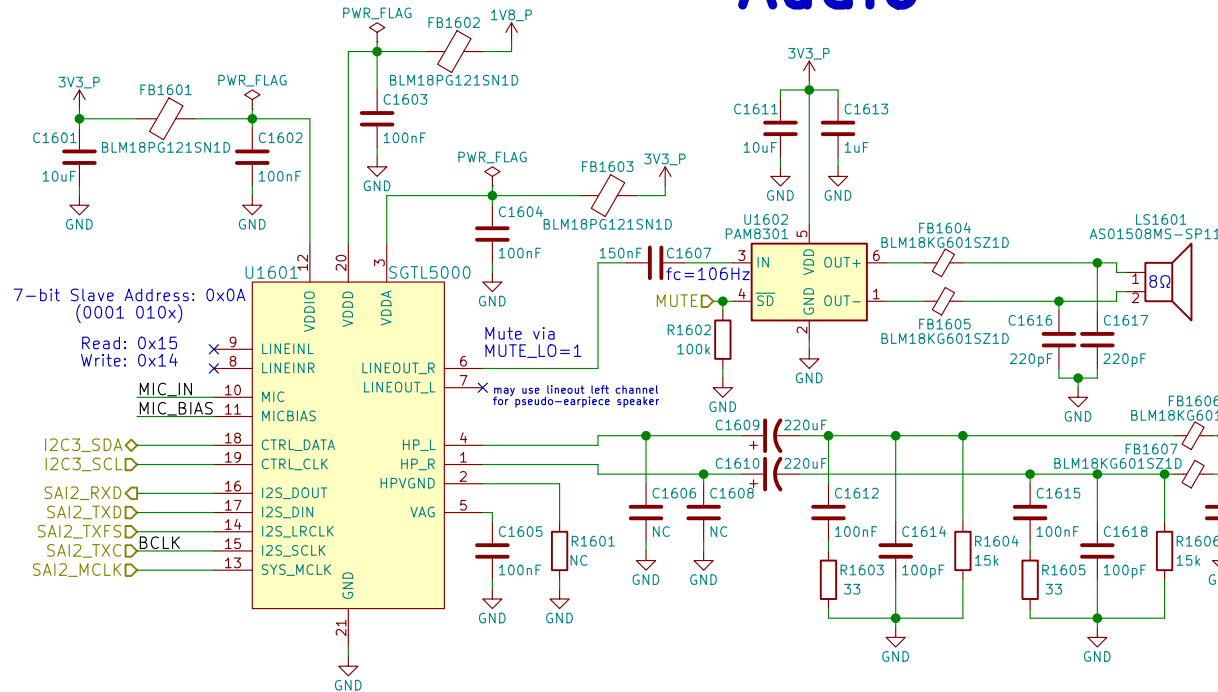 Audio
PWR_FLAG
FB1602
1V8_P
BLM18PG121SN1D
C1603
100nF
GND
3V3_P
FB1601
PWR_FLAG
C1601
BLM18PG121SN1D
C1602
10uF
100nF
GND
GND
PWR_FLAG
FB1603
3V3_P
C1604
BLM18PG121SN1D
100nF
GND
3V3_P
C1611
C1613
10uF
1uF
GND
GND
U1602
PAM8301
150nF
C1607
fc=106Hz
3
IN
5
VDD
OUT+
6
MUTE
4
SD
GND
OUT-
1
2
GND
R1602
100k
GND
FB1604
BLM18KG601SZ1D
FB1605
BLM18KG601SZ1D
LS1601
AS01508MS-SP11
1
2
8Ω
C1616
C1617
220pF
220pF
GND
U1601
SGTL5000
7-bit Slave Address: 0x0A
(0001 010x)
Read: 0x15
Write: 0x14
12
20
3
VDDIO
VDDD
VDDA
9
LINEINL
8
LINEINR
MIC_IN
10
MIC
MIC_BIAS
11
MICBIAS
I2C3_SDA
18
CTRL_DATA
I2C3_SCL
19
CTRL_CLK
SAI2_RXD
16
I2S_DOUT
SAI2_TXD
17
I2S_DIN
SAI2_TXFS
14
I2S_LRCLK
SAI2_TXC
BCLK
15
I2S_SCLK
SAI2_MCLK
13
SYS_MCLK
GND
21
GND
Mute via
MUTE_LO=1
LINEOUT_R
6
LINEOUT_L
7
may use lineout left channel
for pseudo-earpiece speaker
HP_L
4
HP_R
1
HPVGND
2
VAG
5
C1605
100nF
GND
R1601
NC
GND
C1609
220uF
+
C1610
220uF
+
C1606
NC
GND
C1608
NC
GND
C1612
100nF
R1603
33
C1614
100pF
R1604
15k
GND
C1615
100nF
R1605
33
C1618
100pF
R1606
15k
GND
FB1606
BLM18KG601
FB1607
BLM18KG601SZ1D